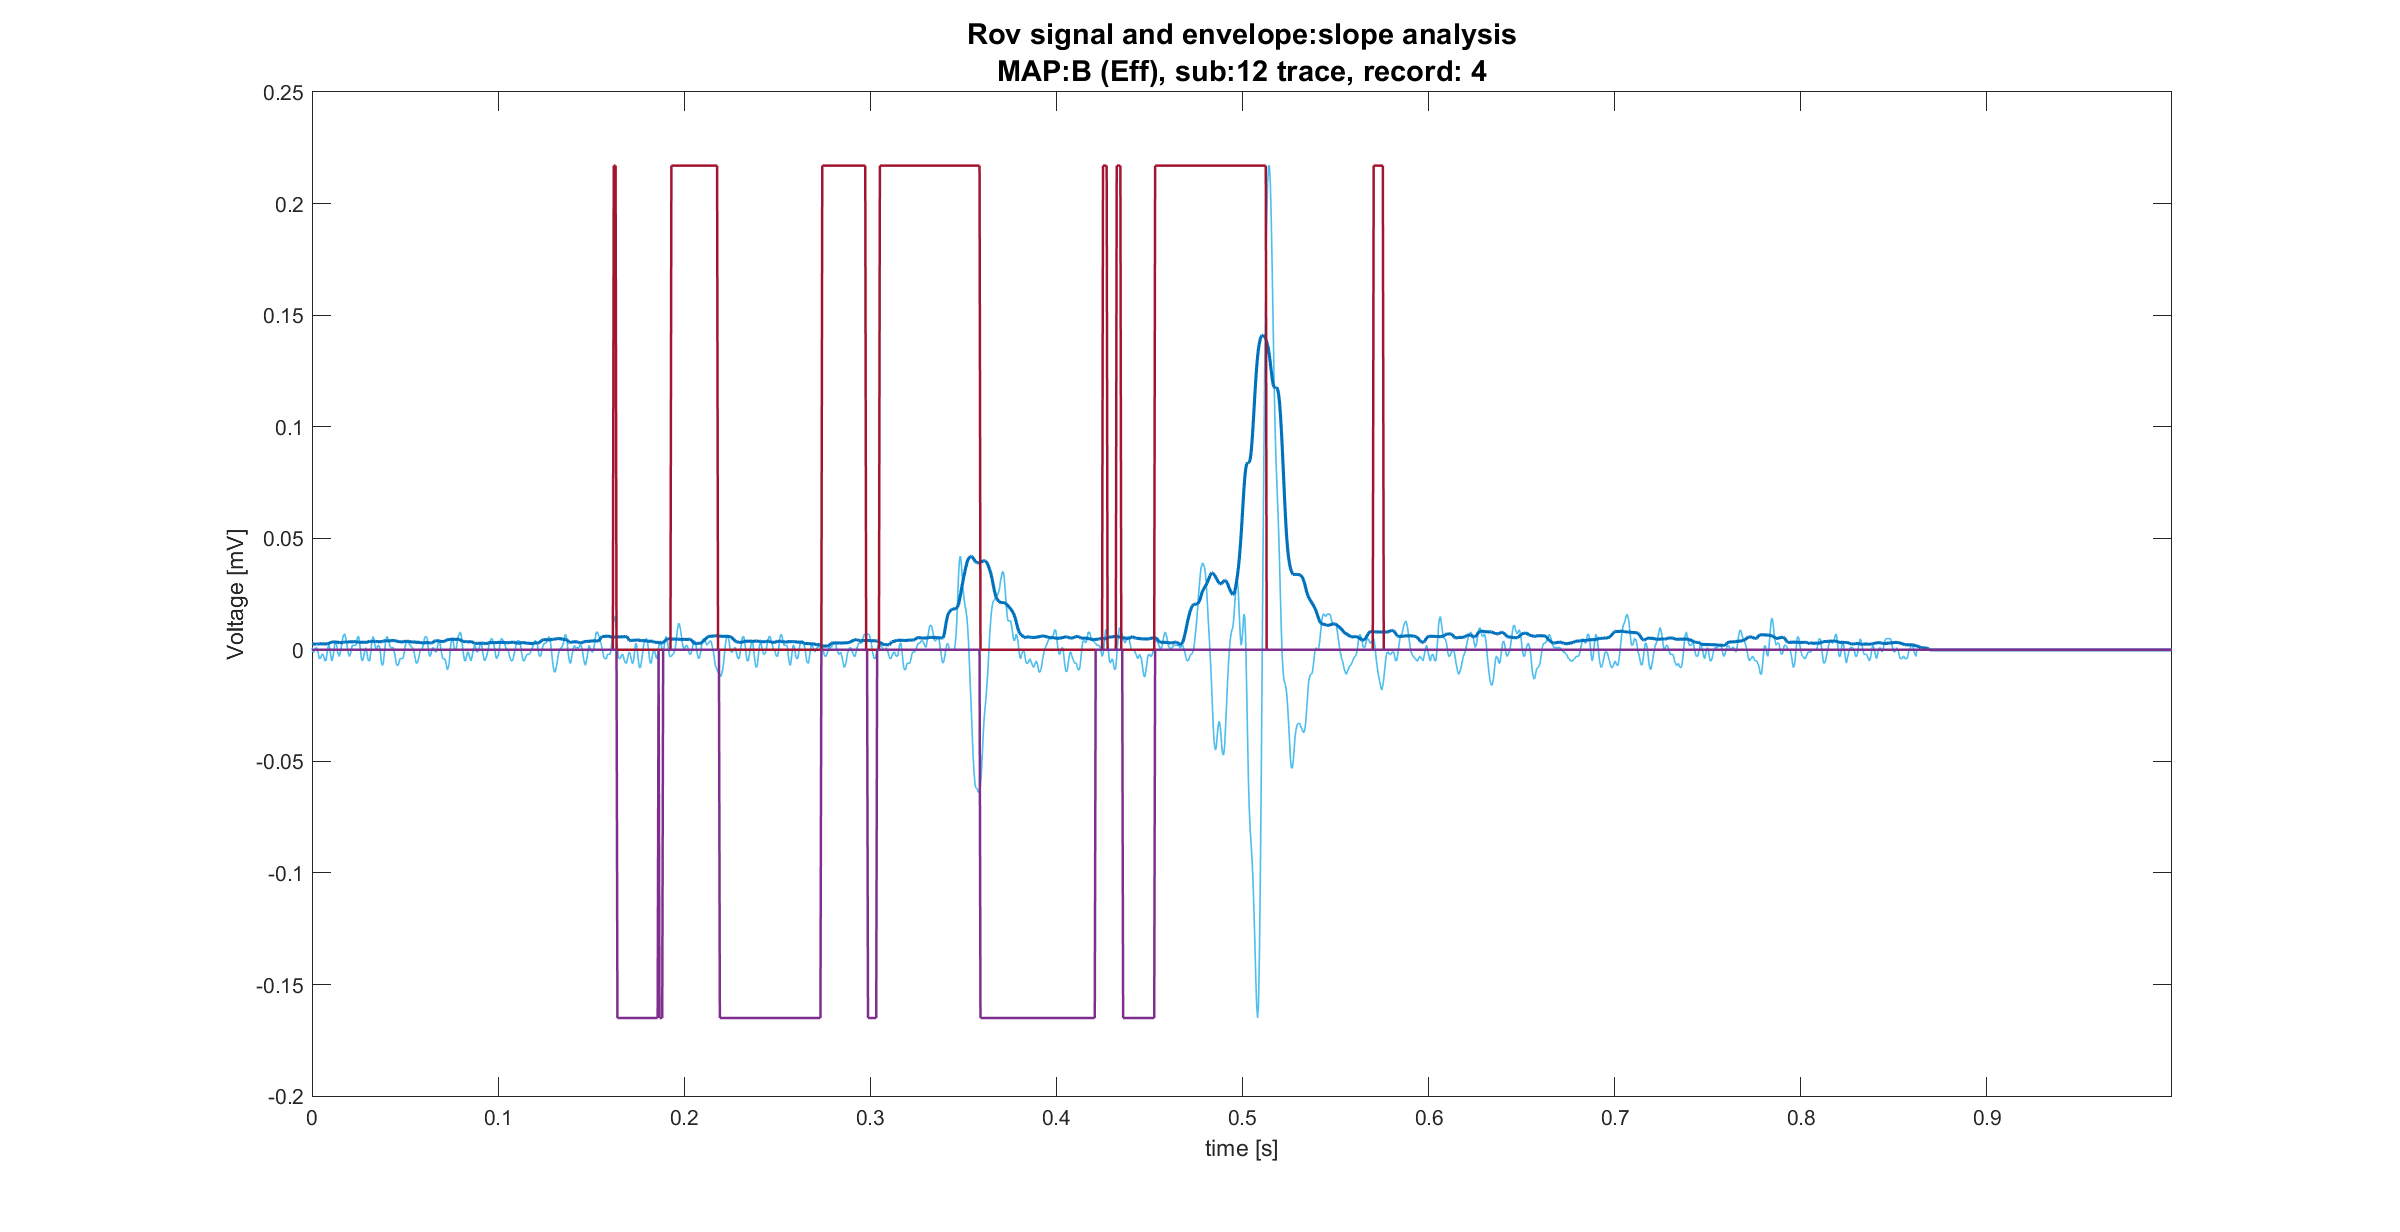 Rov signal and envelope:slope analysis
MAP:B (Eff), sub:12 trace, record: 4
0.25
0.2
0.15
0.1
0.05
0
-0.05
-0.1
-0.15
-0.2
Voltage [mV]
0 0.1 0.2 0.3 0.4 0.5 0.6 0.7 0.8 0.9
time [s]